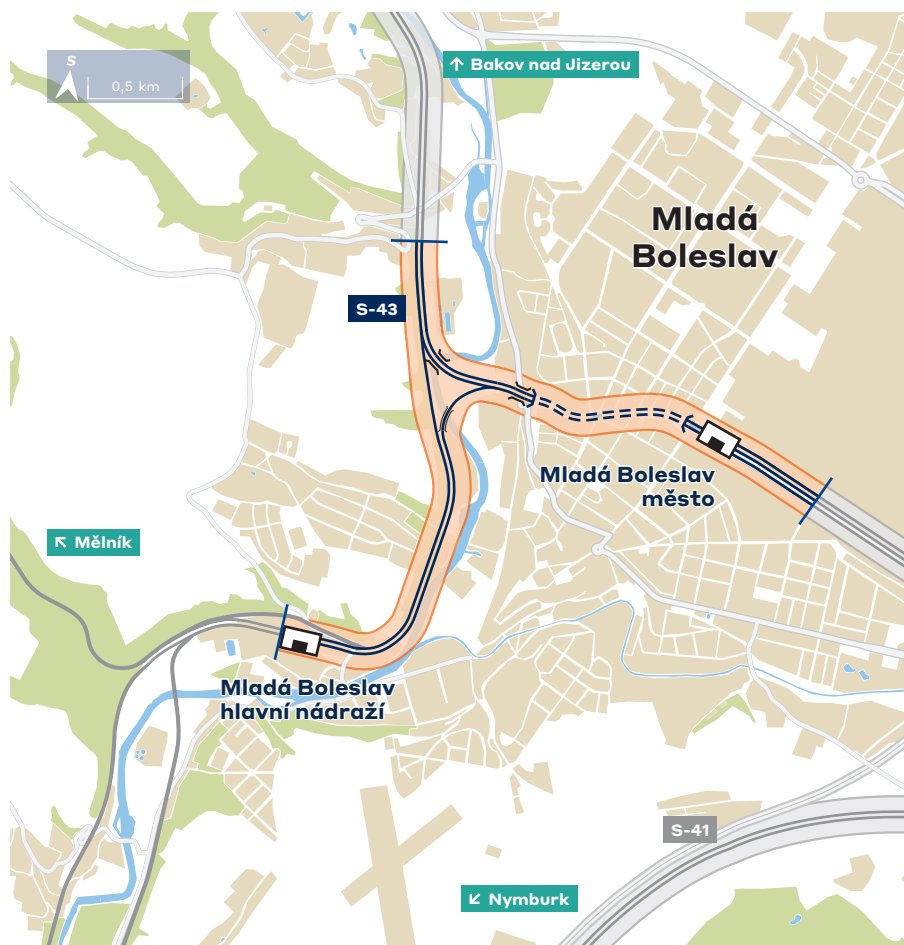 S
0,5 km
↑ Bakov nad Jizerou
Mladá
Boleslav
S-43
Mladá Boleslav
město
↖ Mělník
Mladá Boleslav
hlavní nádraží
S-41
↙ Nymburk